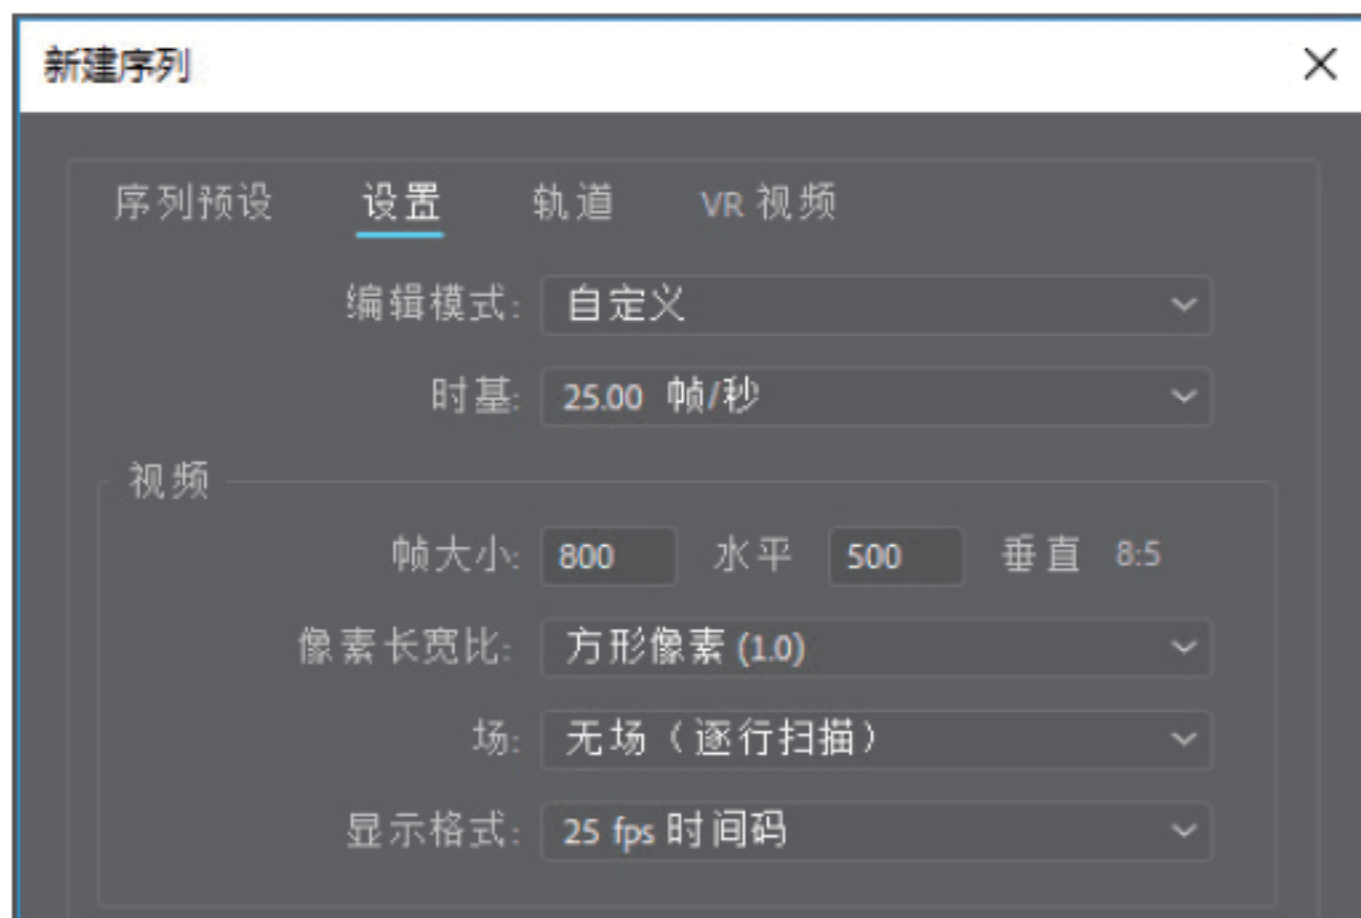 新建序列
序列预设 设置 轨道 VR 视频
编辑模式: 自定义
时基: 25.00 帧/秒
视频
帧大小: 800 水平 500 垂直 8:5
像素长宽比: 方形像素 (1.0)
场: 无场（逐行扫描）
显示格式: 25 fps 时间码